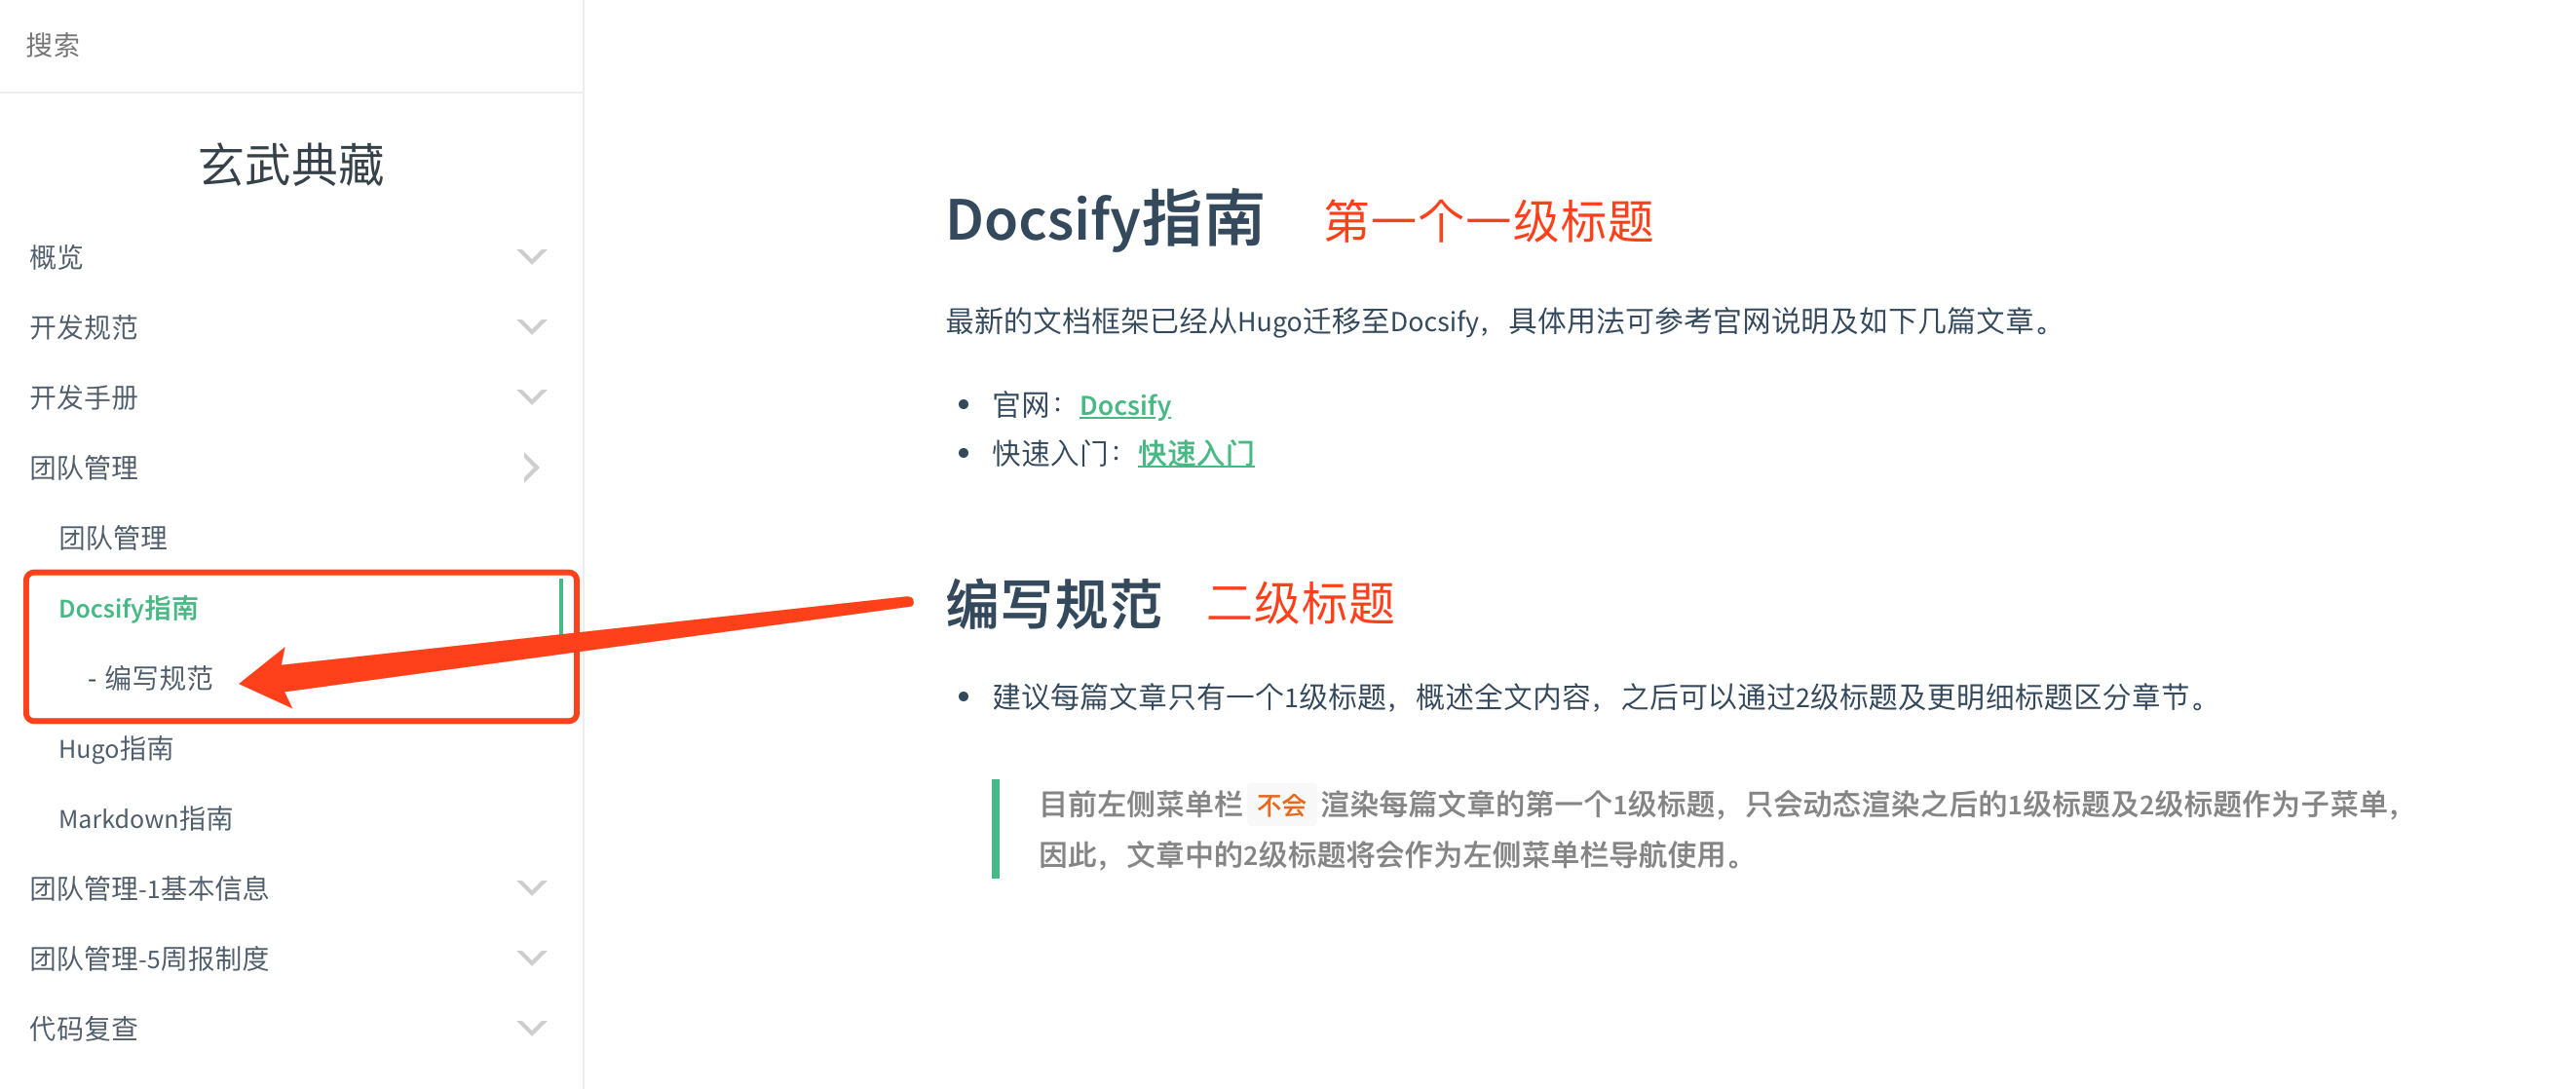 搜索
玄武典藏
概览
开发规范
开发手册
团队管理
团队管理
Docsify指南
- 编写规范
Hugo指南
Markdown指南
团队管理-1基本信息
团队管理-5周报制度
代码复查
Docsify指南 第一个一级标题
最新的文档框架已经从Hugo迁移至Docsify，具体用法可参考官网说明及如下几篇文章。
• 官网：Docsify
• 快速入门：快速入门
编写规范 二级标题
• 建议每篇文章只有一个1级标题，概述全文内容，之后可以通过2级标题及更明细标题区分章节。
目前左侧菜单栏 不会 渲染每篇文章的第一个1级标题，只会动态渲染之后的1级标题及2级标题作为子菜单，
因此，文章中的2级标题将会作为左侧菜单栏导航使用。